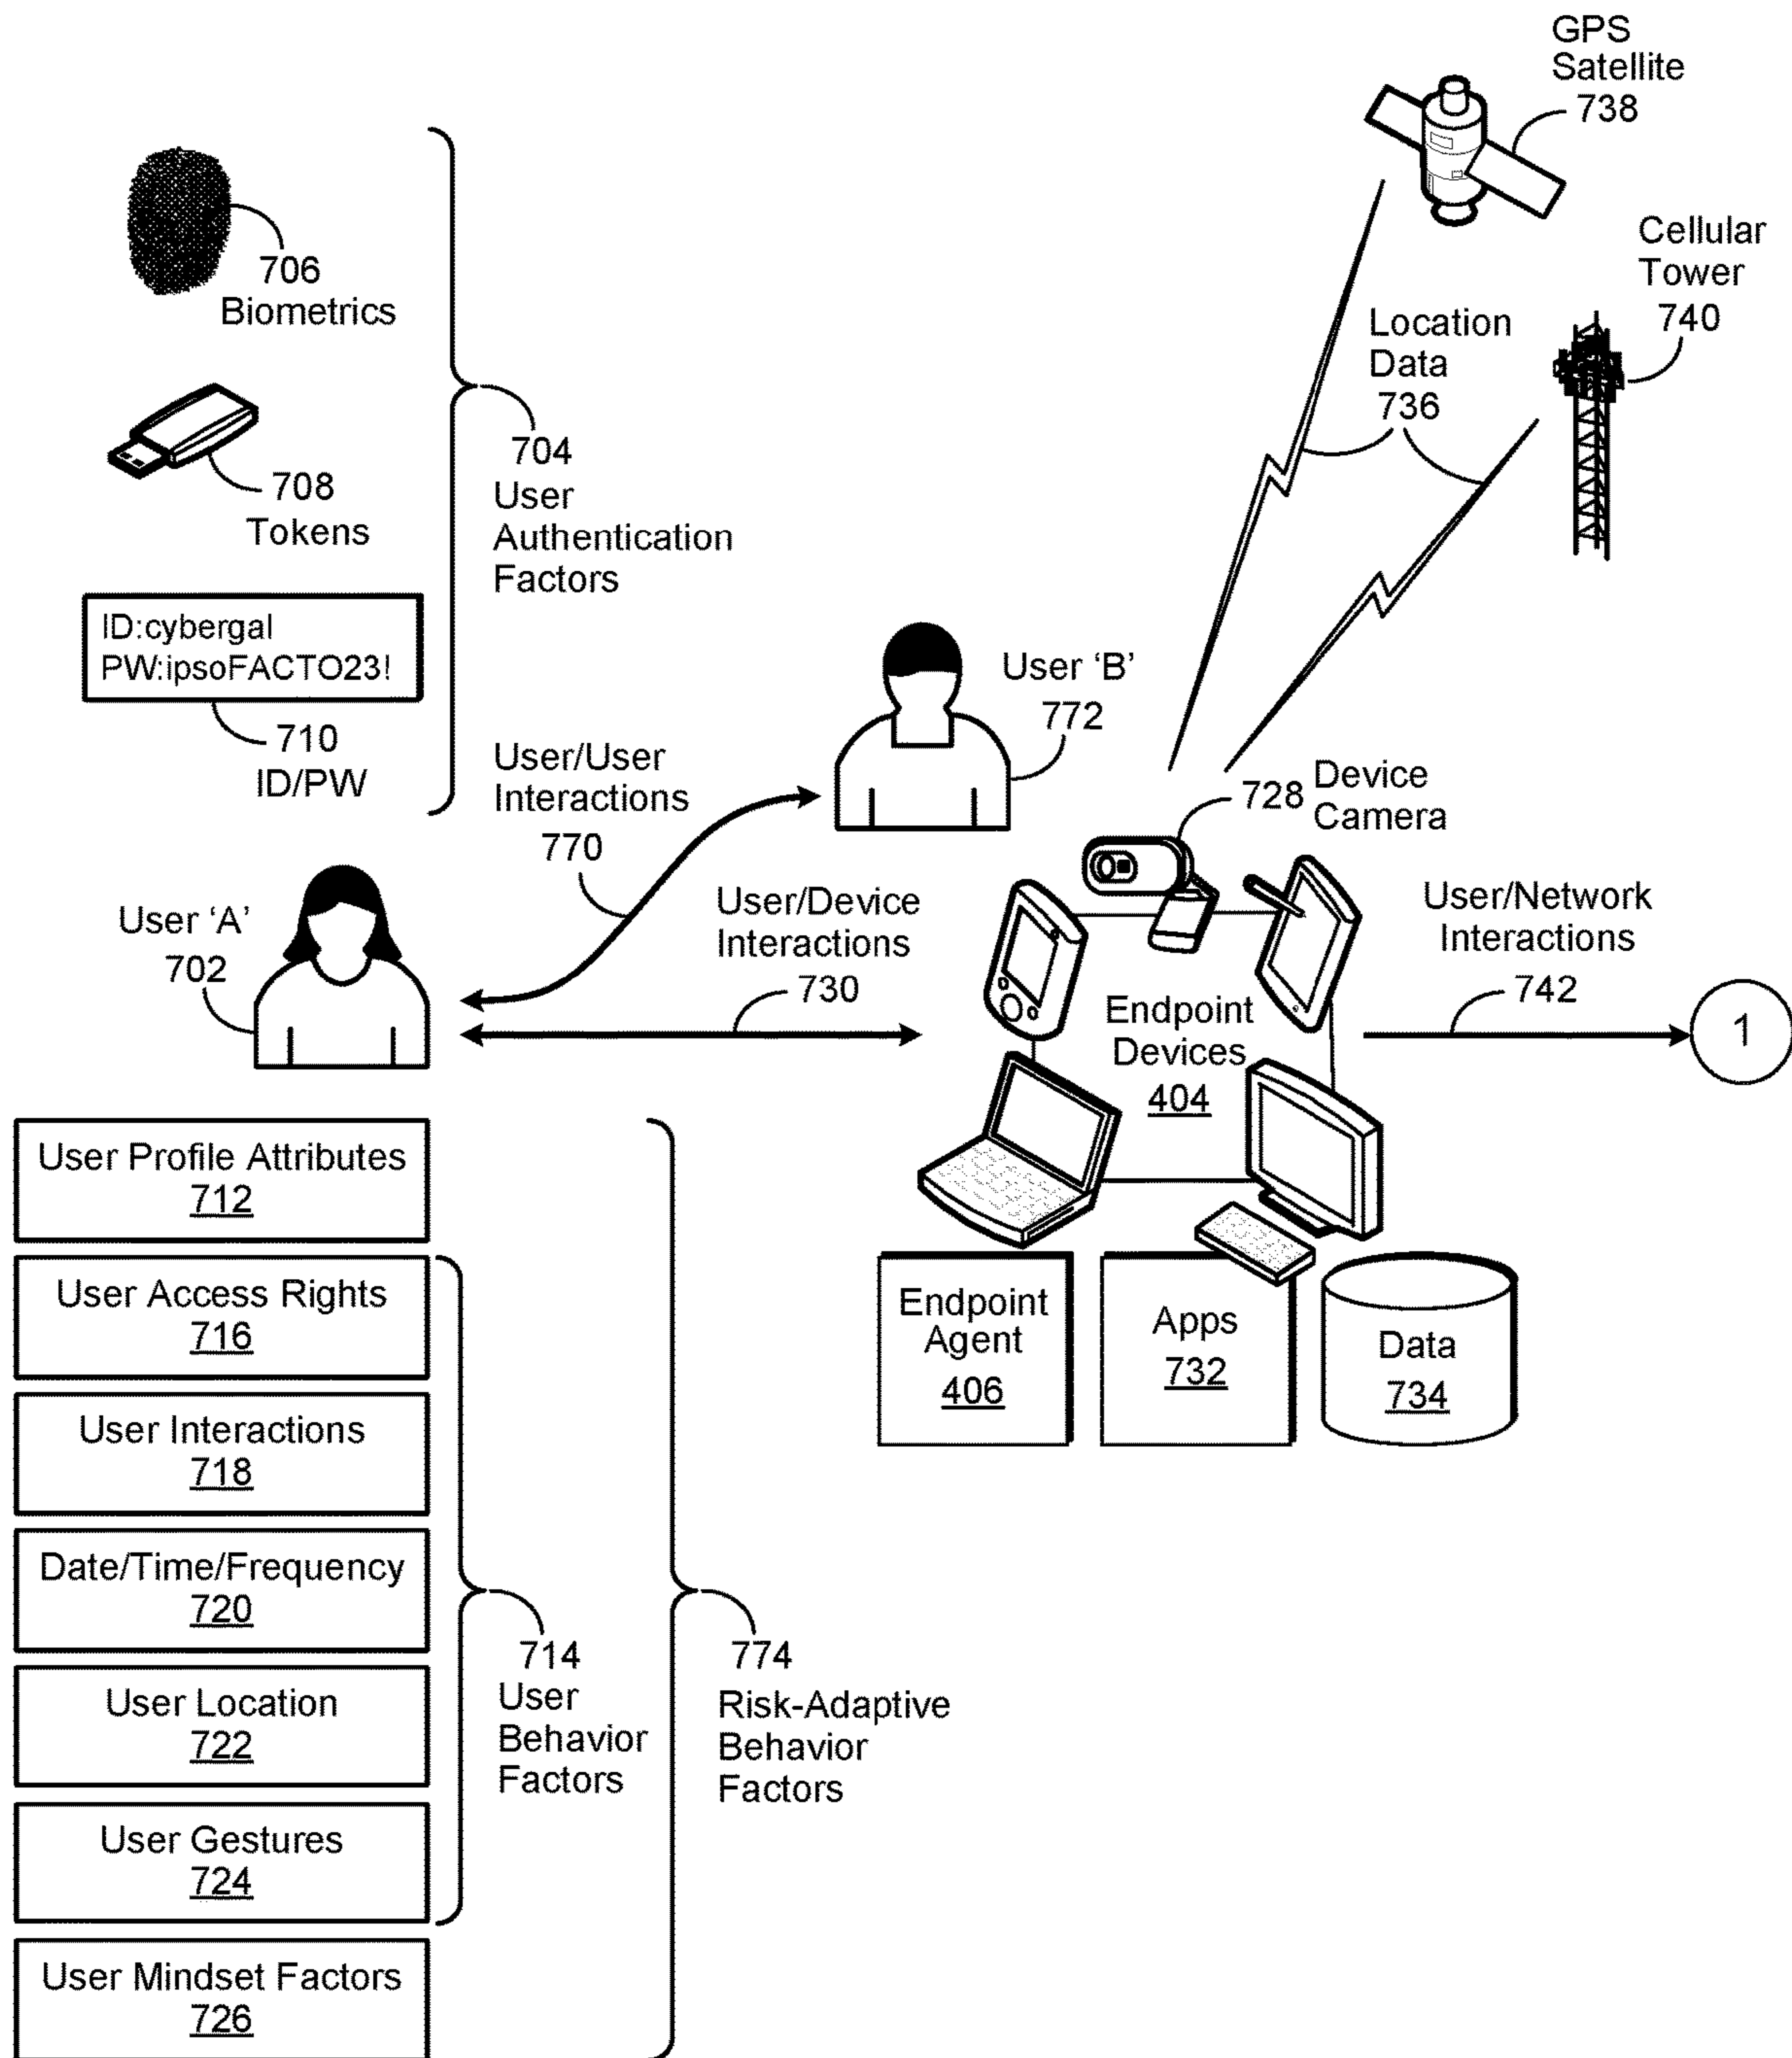 GPS
Satellite
738
Cellular
Tower
740
Location
Data
736
706
Biometrics
708
Tokens
ID:cybergal
PW:ipsoFACTO23!
710
ID/PW
704
User
Authentication
Factors
User 'B'
772
User/User
Interactions
770
728
Device
Camera
User 'A'
702
User/Device
Interactions
730
User/Network
Interactions
742
1
Endpoint
Devices
404
Endpoint
Agent
406
Apps
732
Data
734
User Profile Attributes
712
User Access Rights
716
User Interactions
718
Date/Time/Frequency
720
User Location
722
User Gestures
724
User Mindset Factors
726
714
User
Behavior
Factors
774
Risk-Adaptive
Behavior
Factors